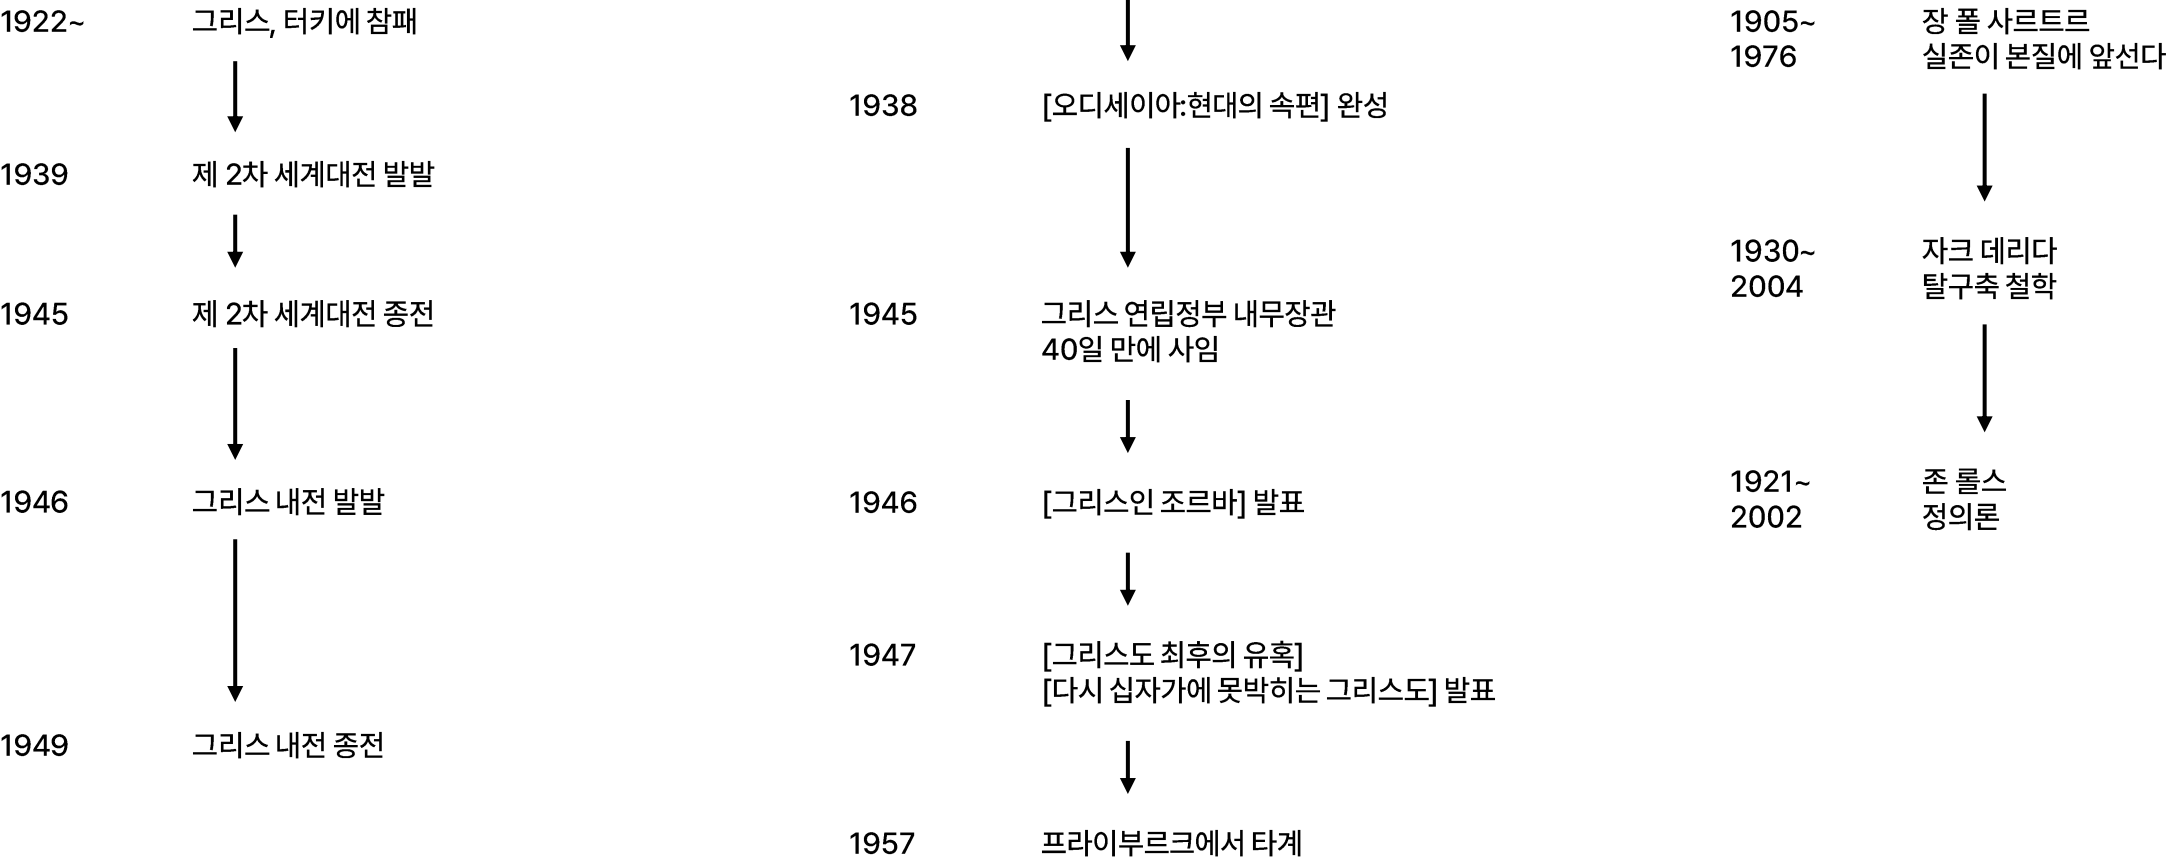 1922~ 그리스, 터키에 참패
1939 제 2차 세계대전 발발
1945 제 2차 세계대전 종전
1946 그리스 내전 발발
1949 그리스 내전 종전
1938 [오디세이아:현대의 속편] 완성
1945 그리스 연립정부 내무장관
40일 만에 사임
1946 [그리스인 조르바] 발표
1947 [그리스도 최후의 유혹]
[다시 십자가에 못박히는 그리스도] 발표
1957 프라이부르크에서 타계
1905~ 장 폴 사르트르
1976 실존이 본질에 앞선다
1930~ 자크 데리다
2004 탈구축 철학
1921~ 존 롤스
2002 정의론